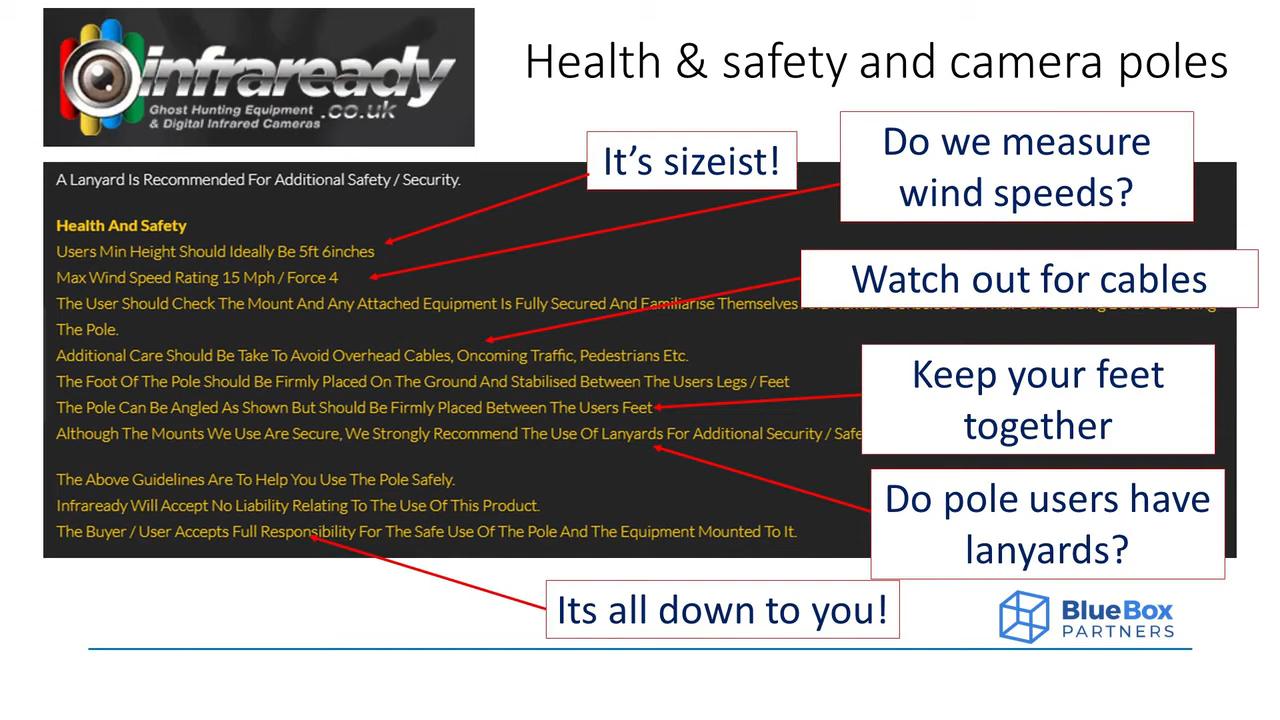 infraready
.co.uk
Ghost Hunting Equipment
& Digital Infrared Cameras
Health & safety and camera poles
It's sizeist!
Do we measure
wind speeds?
A Lanyard Is Recommended For Additional Safety / Security.
Health And Safety
Users Min Height Should Ideally Be 5ft 6inches
Max Wind Speed Rating 15 Mph / Force 4
Watch out for cables
The User Should Check The Mount And Any Attached Equipment Is Fully Secured And Familiarise Themselves
The Pole.
Additional Care Should Be Take To Avoid Overhead Cables, Oncoming Traffic, Pedestrians Etc.
The Foot Of The Pole Should Be Firmly Placed On The Ground And Stabilised Between The Users Legs / Feet
The Pole Can Be Angled As Shown But Should Be Firmly Placed Between The Users Feet
Keep your feet
together
Although The Mounts We Use Are Secure, We Strongly Recommend The Use Of Lanyards For Additional Security /
The Above Guidelines Are To Help You Use The Pole Safely.
Infraready Will Accept No Liability Relating To The Use Of This Product.
The Buyer / User Accepts Full Responsibility For The Safe Use Of The Pole And The Equipment Mounted To It.
Do pole users have
lanyards?
Its all down to you!
BlueBox
PARTNERS